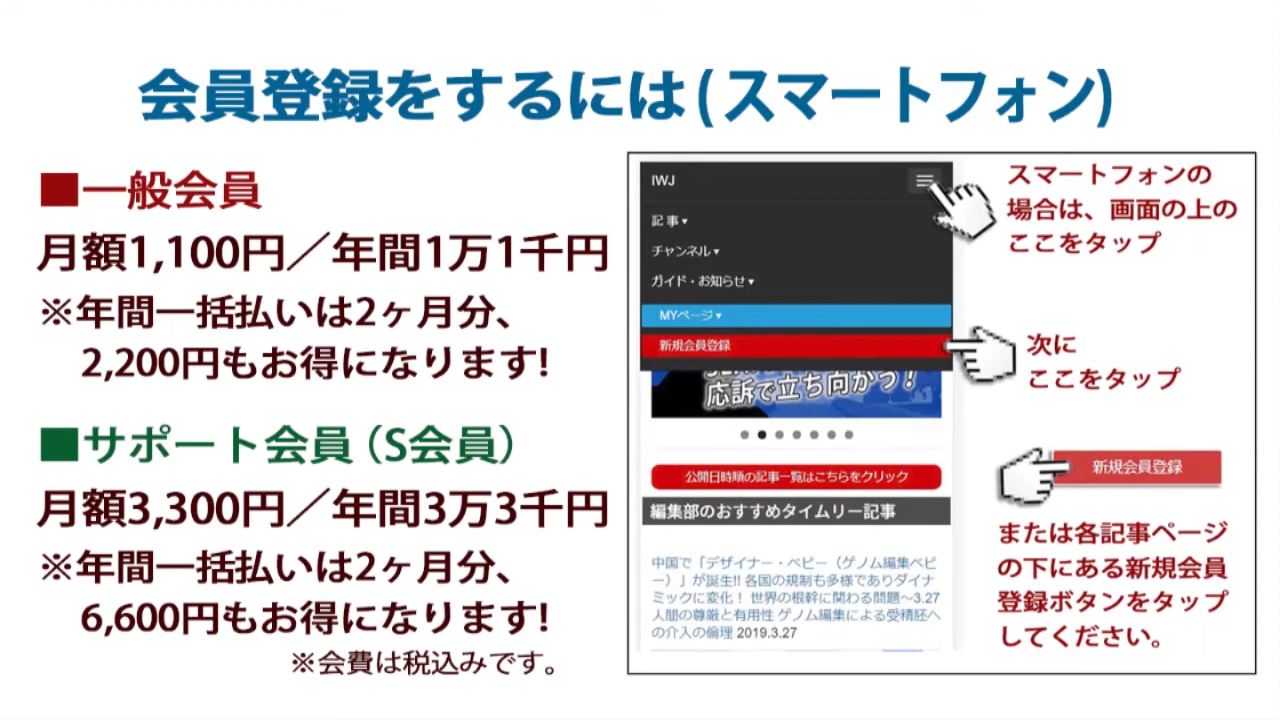 会員登録をするには(スマートフォン)
■一般会員
月額1,100円／年間1万1千円
※年間一括払いは2ヶ月分、
2,200円もお得になります!
■サポート会員（S会員）
月額3,300円／年間3万3千円
※年間一括払いは2ヶ月分、
6,600円もお得になります!
※会費は税込みです。
IWJ
記事▾
チャンネル▾
ガイド・お知らせ▾
MYページ▾
新規会員登録
応訴で立ち向かう！
公開日時順の記事一覧はこちらをクリック
編集部のおすすめタイムリー記事
中国で「デザイナー・ベビー（ゲノム編集ベビ
ー）」が誕生!! 各国の規制も多様でありダイナ
ミックに変化！ 世界の根幹に関わる問題〜3.27
人間の尊厳と有用性 ゲノム編集による受精胚へ
の介入の倫理 2019.3.27
スマートフォンの
場合は、画面の上の
ここをタップ
次に
ここをタップ
新規会員登録
または各記事ページ
の下にある新規会員
登録ボタンをタップ
してください。